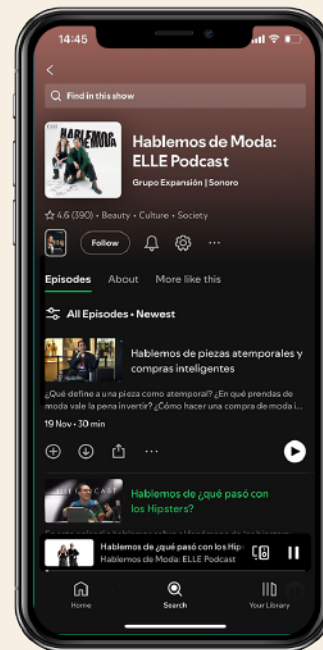 14:45
Find in this show
HABLEMOS
DE MODA
Hablemos de Moda:
ELLE Podcast
Grupo Expansión | Sonoro
4.6 (390) • Beauty • Culture • Society
Follow
Episodes About More like this
All Episodes • Newest
Hablemos de piezas atemporales y
compras inteligentes
¿Qué define a una pieza como atemporal? ¿En qué prendas de
moda vale la pena invertir? ¿Cómo hacer una compra de moda i...
19 Nov • 30 min
ELLE PODCAST
Hablemos de ¿qué pasó con
los Hipsters?
Hablemos de ¿qué pasó con los Hip
Hablemos de Moda: ELLE Podcast
Home Search Your Library